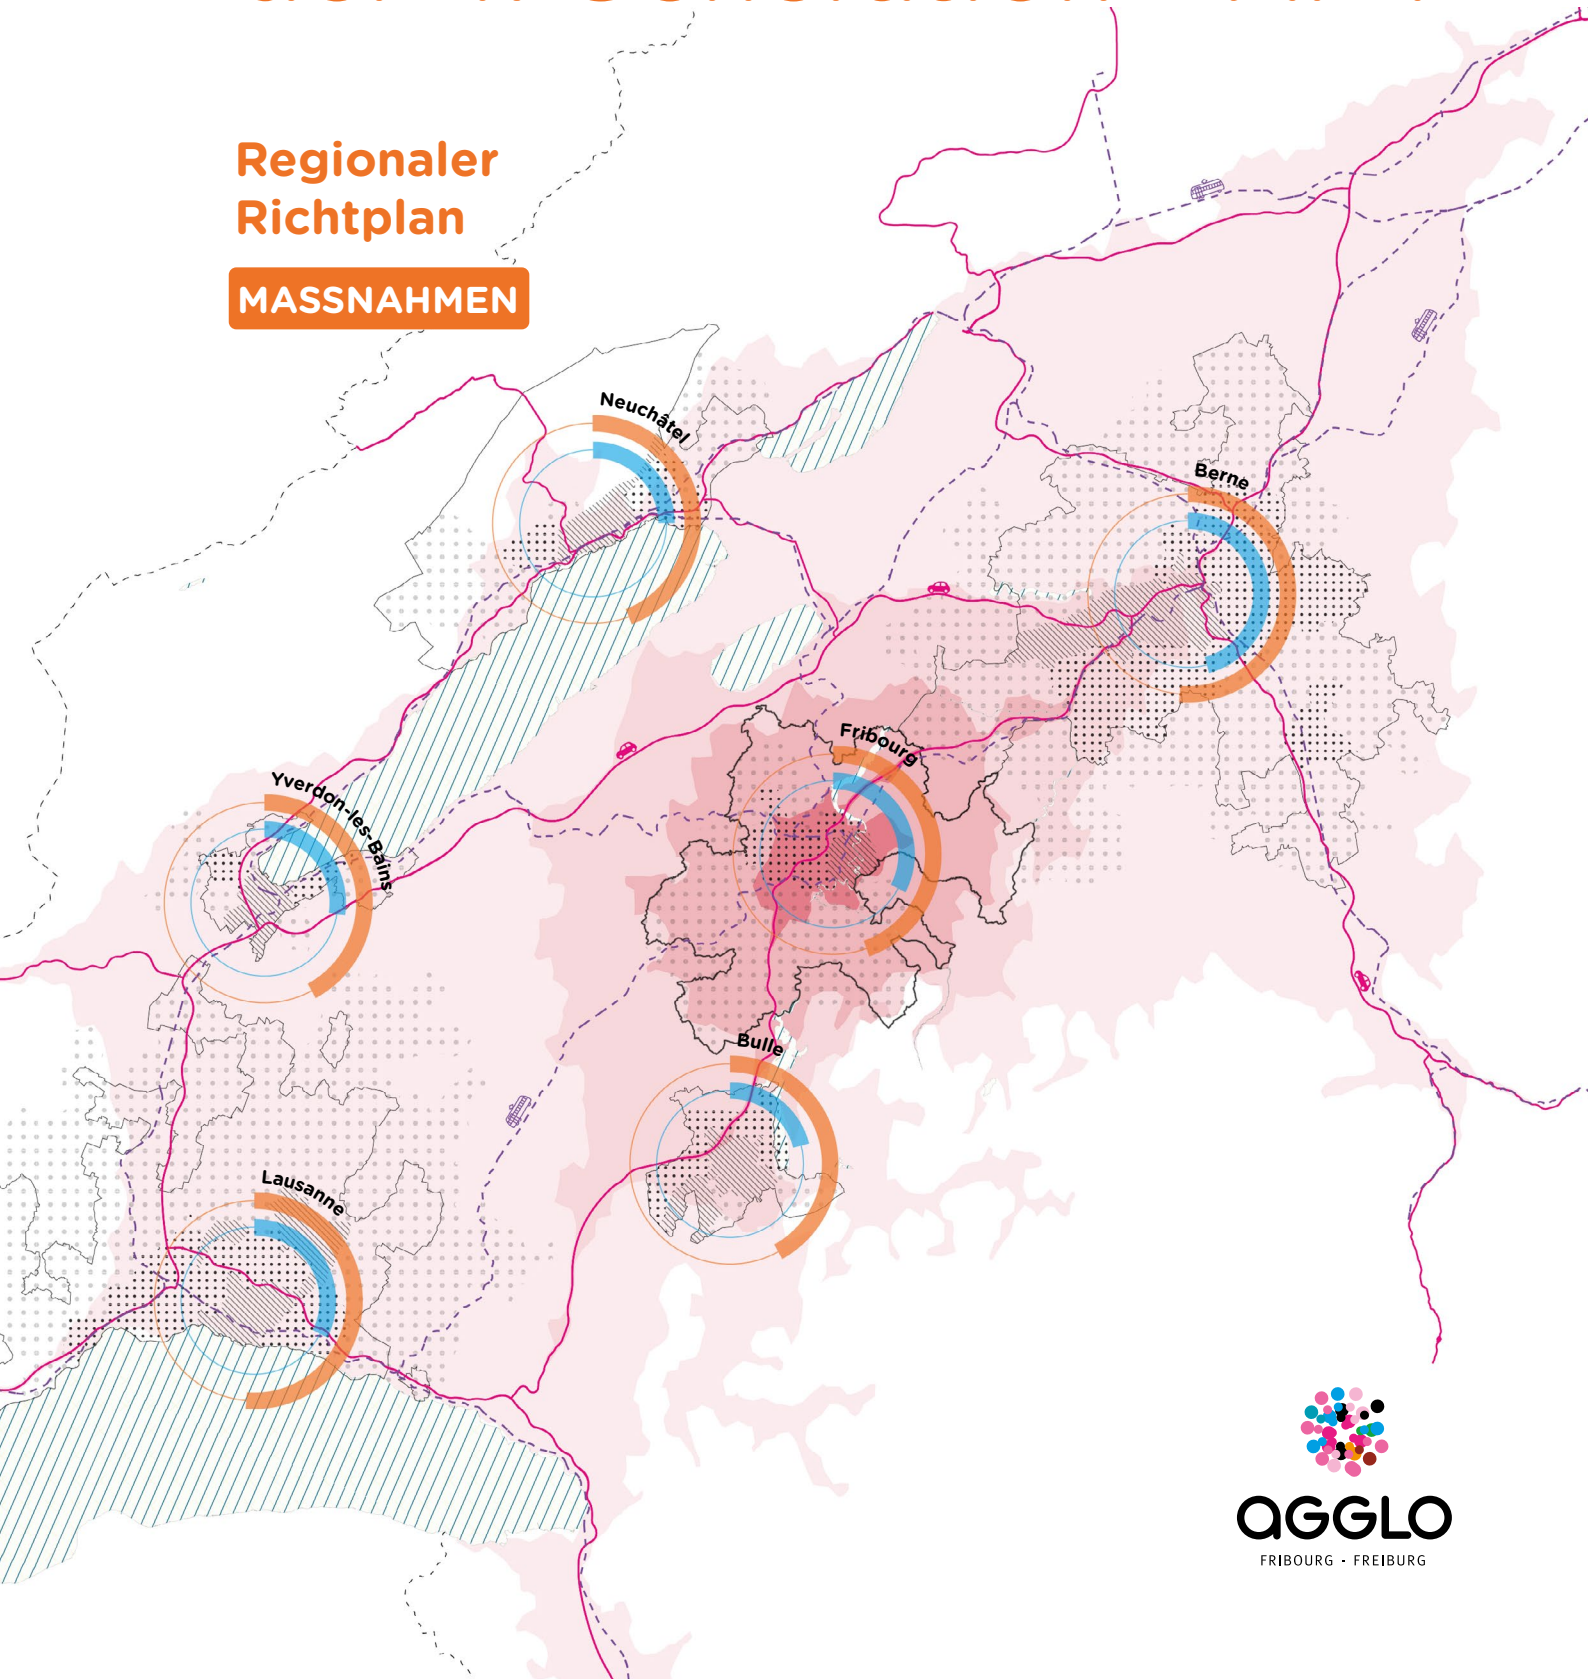 Regionaler
Richtplan
MASSNAHMEN
Neuchâtel
Berne
Fribourg
Yverdon-les-Bains
Bulle
Lausanne
AGGLO
FRIBOURG - FREIBURG